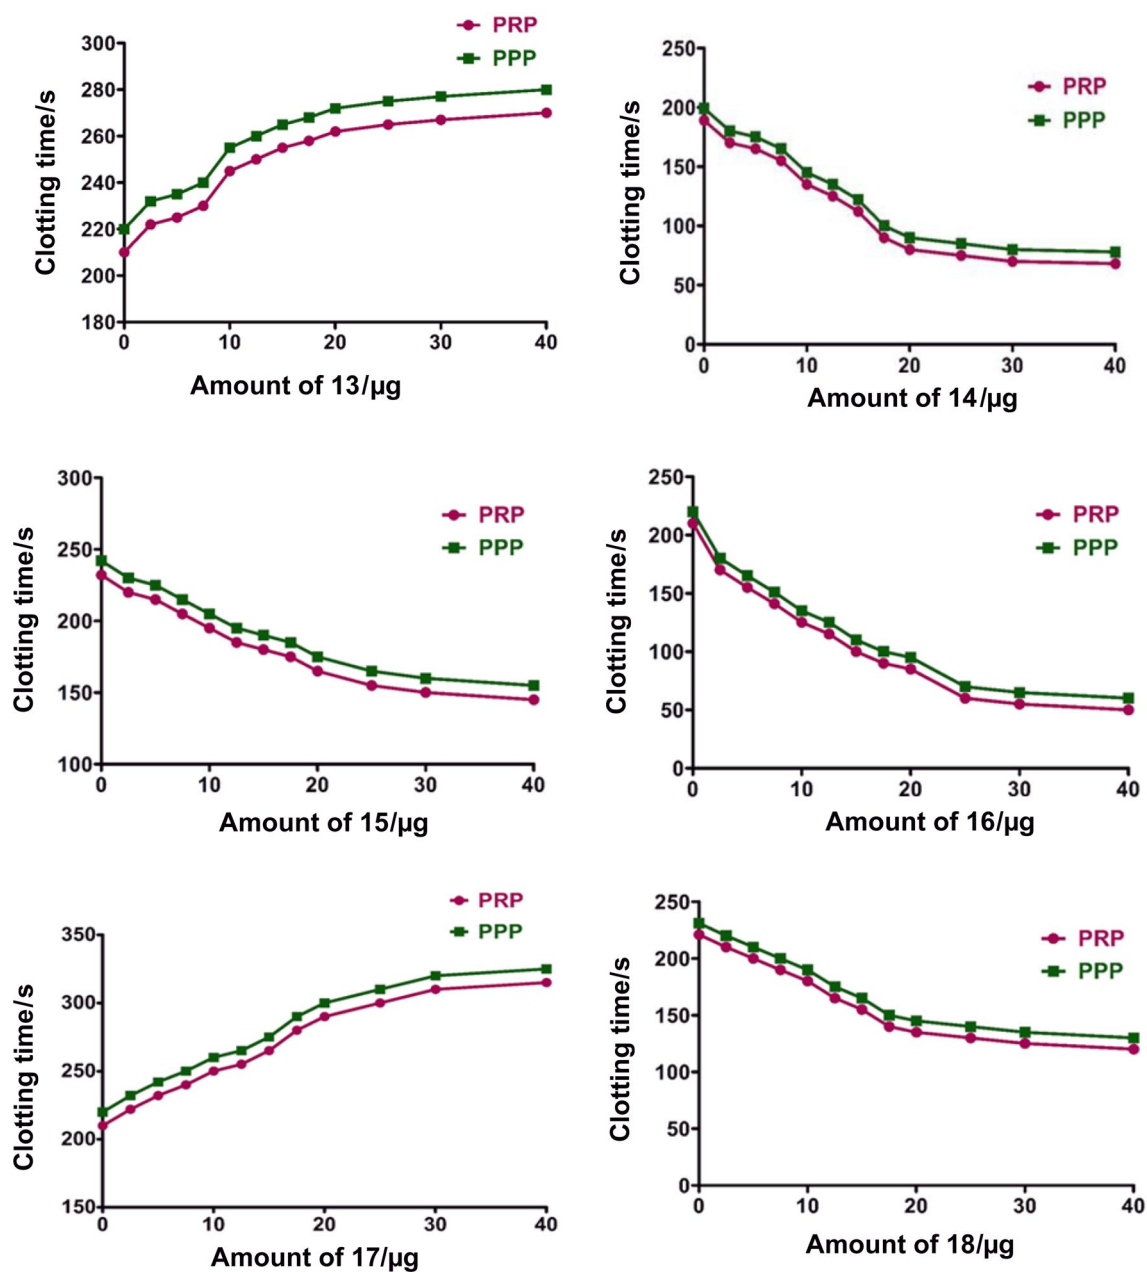 PRP
PPP
300
280
260
240
220
200
180
0 10 20 30 40
Clotting time/s
Amount of 13/µg
PRP
PPP
250
200
150
100
50
0
0 10 20 30 40
Clotting time/s
Amount of 14/µg
PRP
PPP
300
250
200
150
100
0 10 20 30 40
Clotting time/s
Amount of 15/µg
PRP
PPP
250
200
150
100
50
0
0 10 20 30 40
Clotting time/s
Amount of 16/µg
PRP
PPP
350
300
250
200
150
0 10 20 30 40
Clotting time/s
Amount of 17/µg
PRP
PPP
250
200
150
100
50
0
0 10 20 30 40
Clotting time/s
Amount of 18/µg